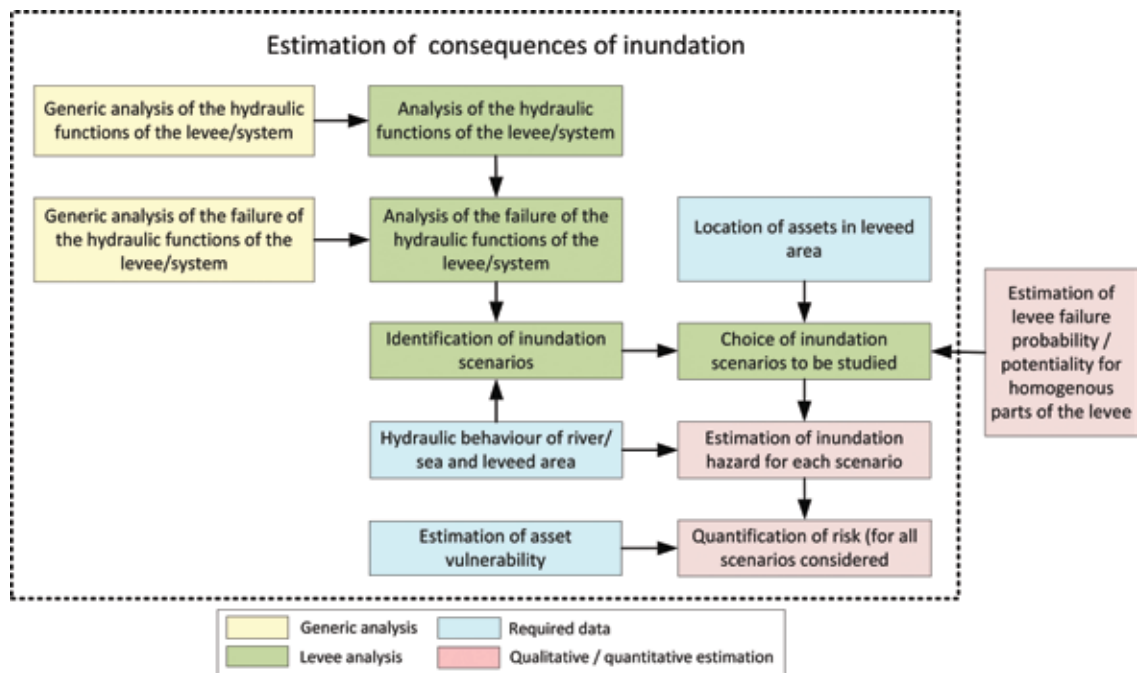 Estimation of  consequences of inundation
Generic analysis of the hydraulic
functions of the levee/system
Analysis of the hydraulic
functions of the levee/system
Generic analysis of the failure of
the hydraulic functions of the
levee/system
Analysis of the failure of the
hydraulic functions of the
levee/system
Location of assets in leveed
area
Estimation of
levee failure
probability /
potentiality for
homogenous
parts of the levee
Identification of inundation
scenarios
Choice of inundation
scenarios to be studied
Hydraulic behaviour of river/
sea and leveed area
Estimation of inundation
hazard for each scenario
Estimation of asset
vulnerability
Quantification of risk (for all
scenarios considered
Generic analysis
Required data
Levee analysis
Qualitative / quantitative estimation